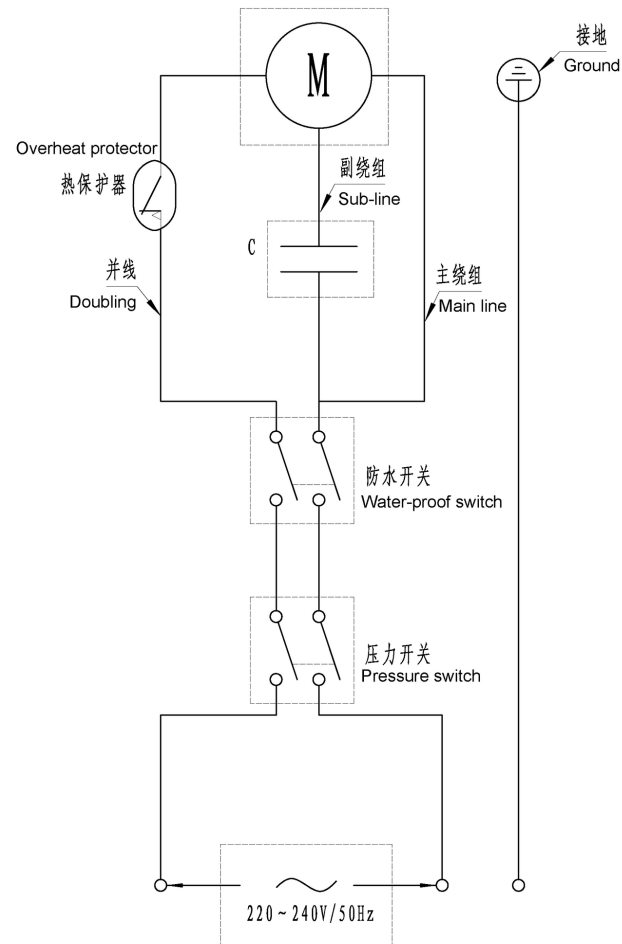 M
接地
Ground
Overheat protector
热保护器
副绕组
Sub-line
C
并线
Doubling
主绕组
Main line
防水开关
Water-proof switch
压力开关
Pressure switch
220～240V/50Hz